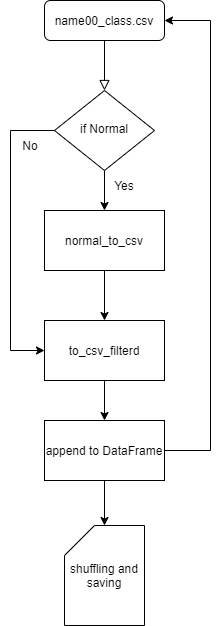 name00_class.csv
if Normal
No
Yes
normal_to_csv
to_csv_filterd
append to DataFrame
shuffling and
saving